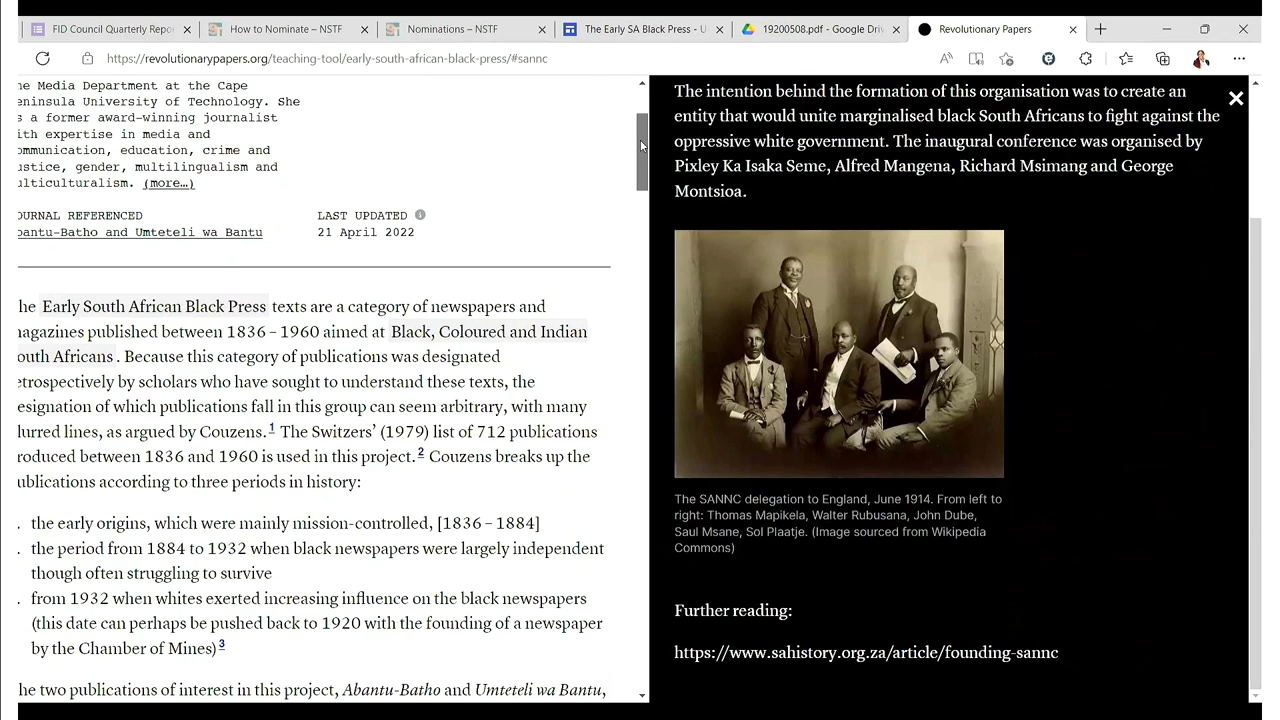 FID Council Quarterly Repo
How to Nominate – NSTF
Nominations – NSTF
The Early SA Black Press - U
19200508.pdf - Google Driv
Revolutionary Papers
https://revolutionarypapers.org/teaching-tool/early-south-african-black-press/#sannc
he Media Department at the Cape
eninsula University of Technology. She
s a former award-winning journalist
ith expertise in media and
ommunication, education, crime and
ustice, gender, multilingualism and
ulticulturalism. (more…)
OURNAL REFERENCED
bantu-Batho and Umteteli wa Bantu
LAST UPDATED
21 April 2022
he Early South African Black Press texts are a category of newspapers and
nagazines published between 1836 – 1960 aimed at Black, Coloured and Indian
outh Africans . Because this category of publications was designated
etrospectively by scholars who have sought to understand these texts, the
esignation of which publications fall in this group can seem arbitrary, with many
lurred lines, as argued by Couzens.1 The Switzers' (1979) list of 712 publications
roduced between 1836 and 1960 is used in this project.2 Couzens breaks up the
ublications according to three periods in history:
. the early origins, which were mainly mission-controlled, [1836 – 1884]
. the period from 1884 to 1932 when black newspapers were largely independent
though often struggling to survive
. from 1932 when whites exerted increasing influence on the black newspapers
(this date can perhaps be pushed back to 1920 with the founding of a newspaper
by the Chamber of Mines)3
he two publications of interest in this project, Abantu-Batho and Umteteli wa Bantu,
The intention behind the formation of this organisation was to create an
entity that would unite marginalised black South Africans to fight against the
oppressive white government. The inaugural conference was organised by
Pixley Ka Isaka Seme, Alfred Mangena, Richard Msimang and George
Montsioa.
The SANNC delegation to England, June 1914. From left to
right: Thomas Mapikela, Walter Rubusana, John Dube,
Saul Msane, Sol Plaatje. (Image sourced from Wikipedia
Commons)
Further reading:
https://www.sahistory.org.za/article/founding-sannc